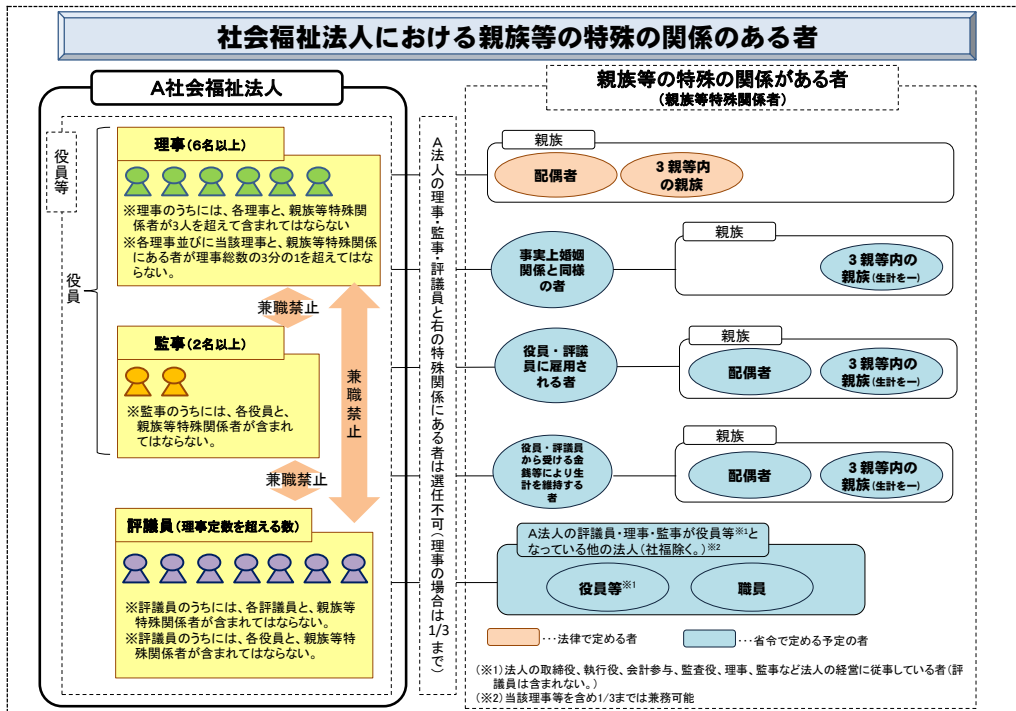 社会福祉法人における親族等の特殊の関係のある者
A社会福祉法人
役員等
役員
理事(6名以上)
※理事のうちには、各理事と、親族等特殊関
係者が3人を超えて含まれてはならない
※各理事並びに当該理事と、親族等特殊関係
にある者が理事総数の3分の1を超えてはな
らない。
兼職禁止
監事(2名以上)
※監事のうちには、各役員と、
親族等特殊関係者が含まれ
てはならない。
兼職禁止
兼職禁止
評議員(理事定数を超える数)
※評議員のうちには、各評議員と、親族等
特殊関係者が含まれてはならない。
※評議員のうちには、各役員と、親族等特
殊関係者が含まれてはならない。
A法人の理事・監事・評議員と右の特殊関係にある者は選任不可(理事の場合は1/3まで)
親族等の特殊の関係がある者
(親族等特殊関係者)
親族
配偶者
3親等内
の親族
事実上婚姻
関係と同様
の者
親族
3親等内の
親族(生計を一)
役員・評議
員に雇用さ
れる者
親族
配偶者
3親等内の
親族(生計を一)
役員・評議員
から受ける金
銭等により生
計を維持する
者
親族
配偶者
3親等内の
親族(生計を一)
A法人の評議員・理事・監事が役員等※1と
なっている他の法人(社福除く。)※2
役員等※1
職員
…法律で定める者
…省令で定める予定の者
(※1)法人の取締役、執行役、会計参与、監査役、理事、監事など法人の経営に従事している者(評
議員は含まれない。)
(※2)当該理事等を含め1/3までは兼務可能